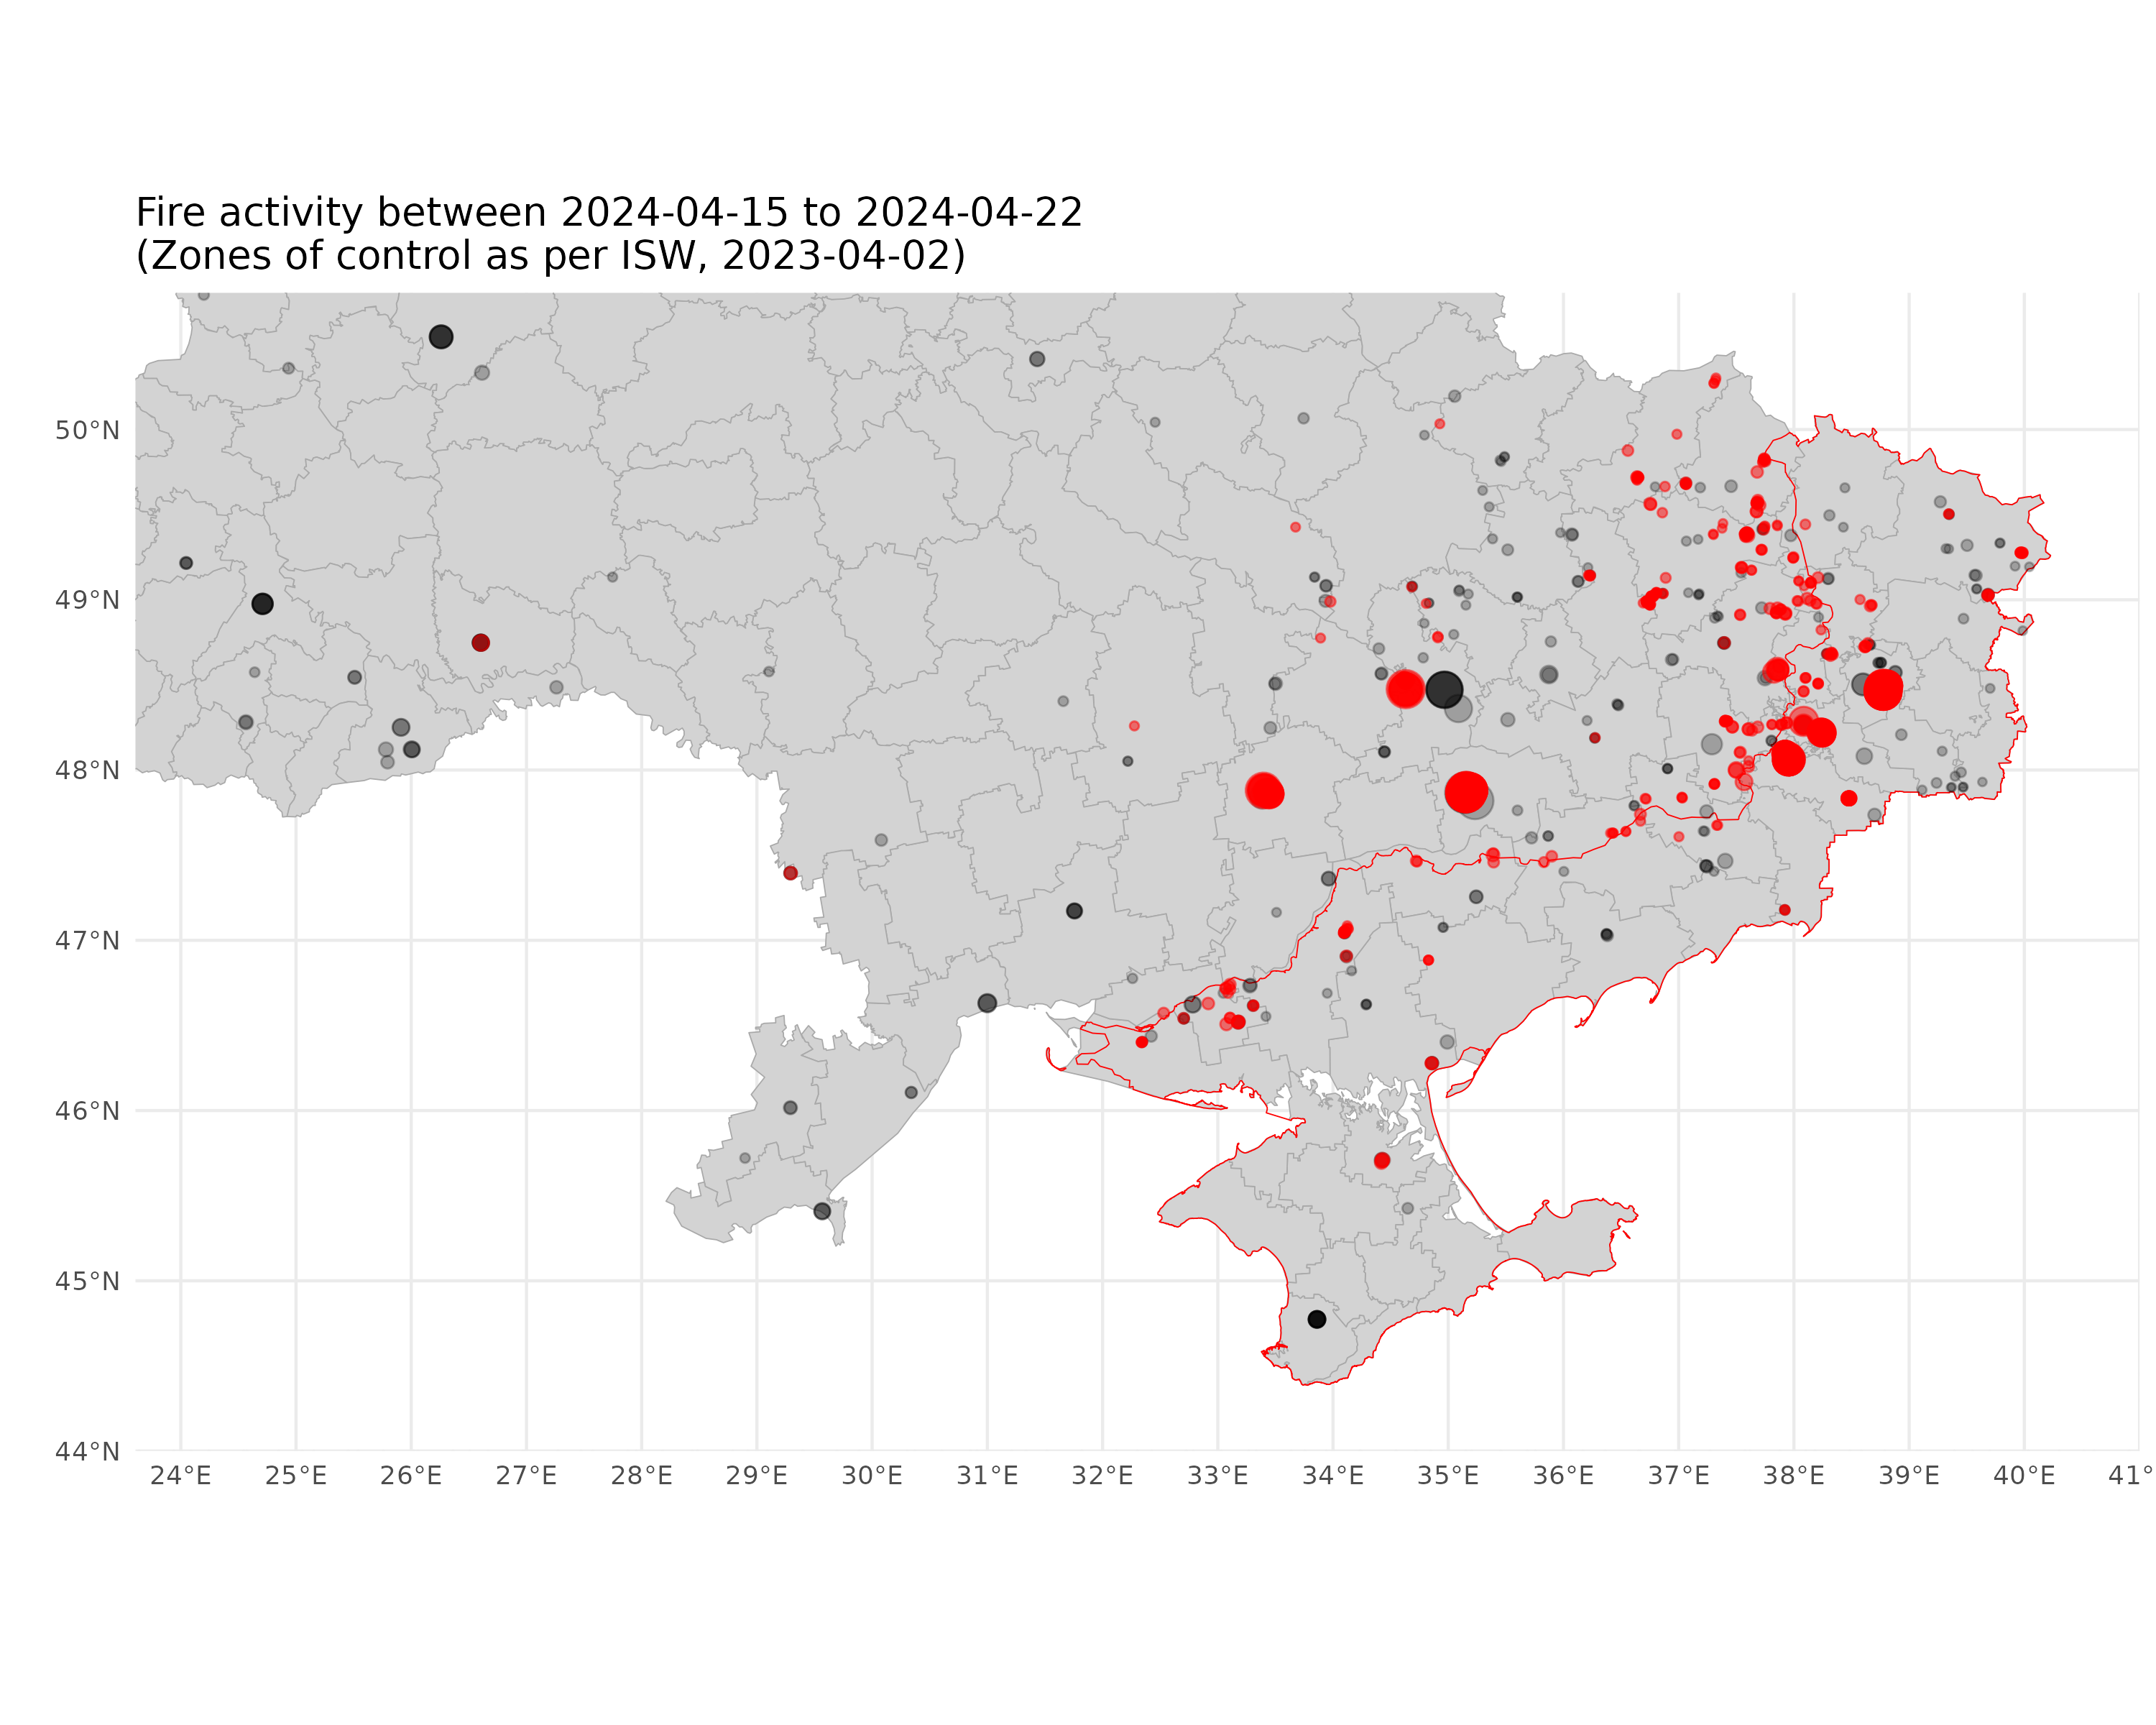 Fire activity between 2024-04-15 to 2024-04-22
(Zones of control as per ISW, 2023-04-02)
50°N
49°N
48°N
47°N
46°N
45°N
44°N
24°E 25°E 26°E 27°E 28°E 29°E 30°E 31°E 32°E 33°E 34°E 35°E 36°E 37°E 38°E 39°E 40°E 41°